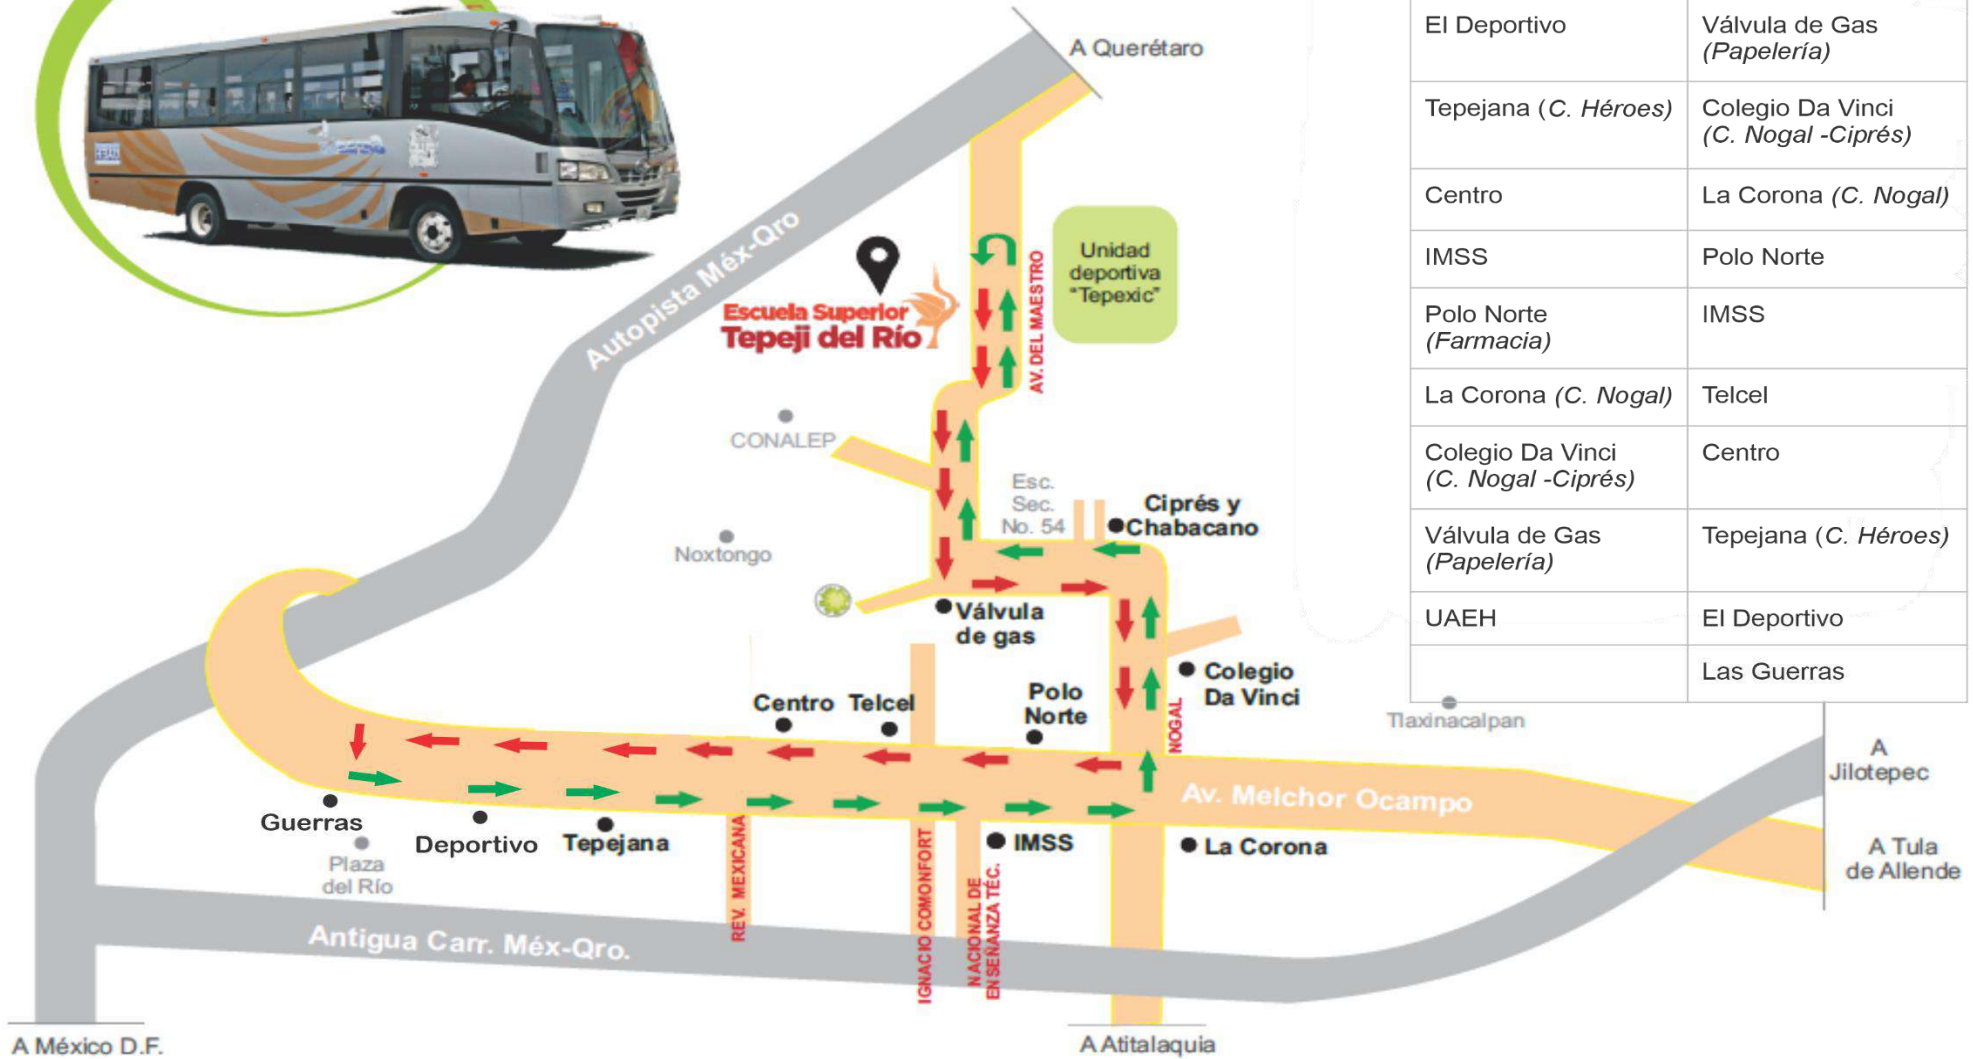 A Querétaro
Autopista Méx-Qro
Escuela Superior
Tepeji del Río
AV. DEL MAESTRO
Unidad
deportiva
“Tepexic”
CONALEP
Esc.
Sec.
No. 54
Ciprés y
Chabacano
Noxtongo
Válvula
de gas
Colegio
Da Vinci
Centro
Telcel
Polo
Norte
NOGAL
Tlaxinacalpan
A
Jilotepec
Av. Melchor Ocampo
Guerras
Deportivo
Tepejana
IMSS
La Corona
Plaza
del Río
REV. MEXICANA
IGNACIO COMONFORT
NACIONAL DE
ENSEÑANZA TÉC.
A Tula
de Allende
Antigua Carr. Méx-Qro.
A México D.F.
A Atitalaquia
El Deportivo
Válvula de Gas
(Papelería)
Tepejana (C. Héroes)
Colegio Da Vinci
(C. Nogal -Ciprés)
Centro
La Corona (C. Nogal)
IMSS
Polo Norte
Polo Norte
(Farmacia)
IMSS
La Corona (C. Nogal)
Telcel
Colegio Da Vinci
(C. Nogal -Ciprés)
Centro
Válvula de Gas
(Papelería)
Tepejana (C. Héroes)
UAEH
El Deportivo
Las Guerras